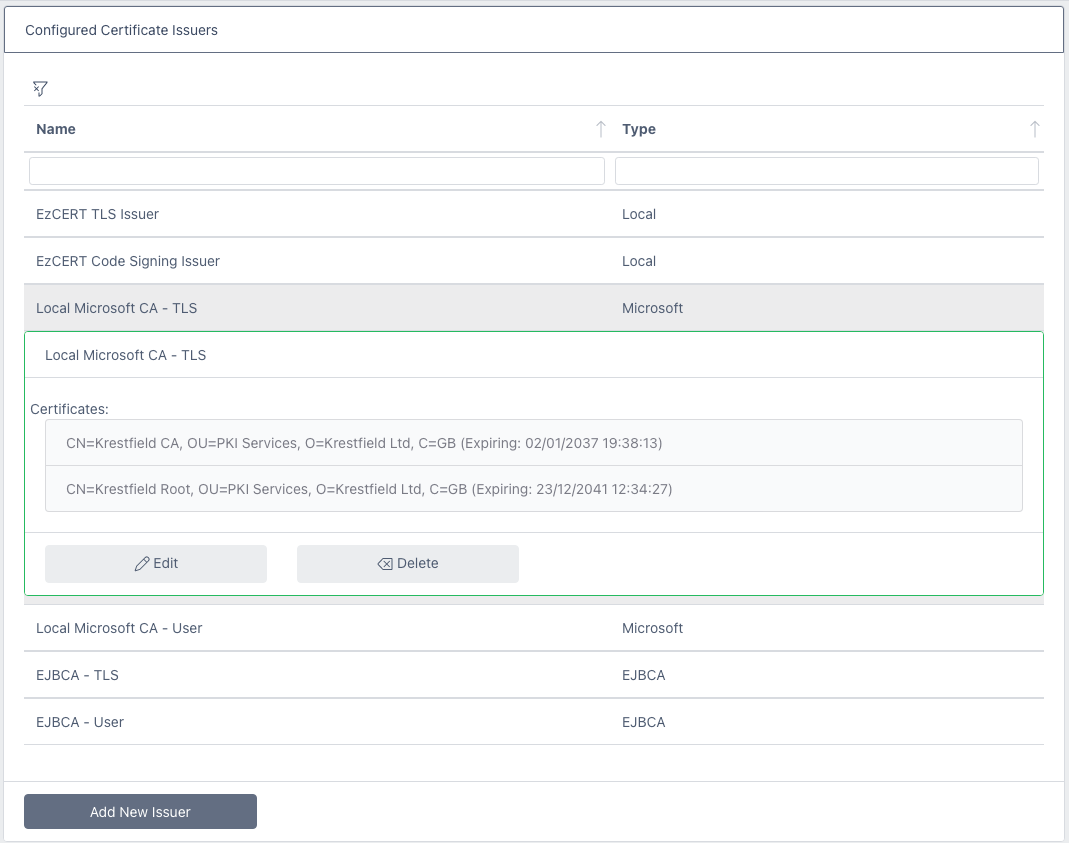 Configured Certificate Issuers
Name Type
EzCERT TLS Issuer Local
EzCERT Code Signing Issuer Local
Local Microsoft CA - TLS Microsoft
Local Microsoft CA - TLS
Certificates:
CN=Krestfield CA, OU=PKI Services, O=Krestfield Ltd, C=GB (Expiring: 02/01/2037 19:38:13)
CN=Krestfield Root, OU=PKI Services, O=Krestfield Ltd, C=GB (Expiring: 23/12/2041 12:34:27)
Edit Delete
Local Microsoft CA - User Microsoft
EJBCA - TLS EJBCA
EJBCA - User EJBCA
Add New Issuer